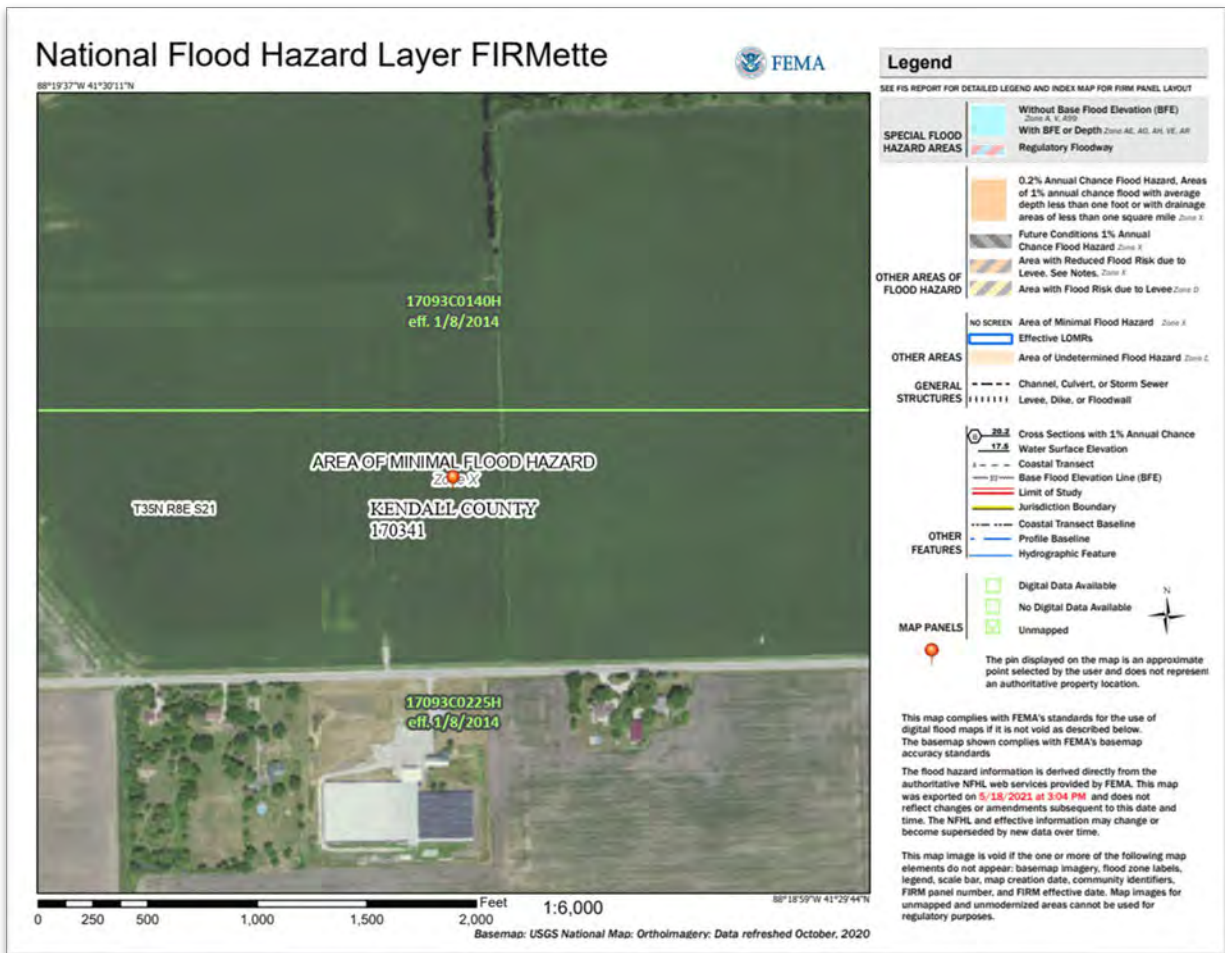 National Flood Hazard Layer FIRMette
FEMA
88°19'37"W 41°30'11"N
17093C0140H
eff. 1/8/2014
AREA OF MINIMAL FLOOD HAZARD
Zone X
T35N R8E S21
KENDALL COUNTY
170341
17093C0225H
eff. 1/8/2014
88°18'59"W 41°29'44"N
0 250 500 1,000 1,500 2,000 Feet 1:6,000
Basemap: USGS National Map: Orthoimagery: Data refreshed October, 2020
Legend
SEE FIS REPORT FOR DETAILED LEGEND AND INDEX MAP FOR FIRM PANEL LAYOUT
SPECIAL FLOOD
HAZARD AREAS
Without Base Flood Elevation (BFE)
Zone A, V, A99
With BFE or Depth Zone AE, AO, AH, VE, AR
Regulatory Floodway
OTHER AREAS OF
FLOOD HAZARD
0.2% Annual Chance Flood Hazard, Areas
of 1% annual chance flood with average
depth less than one foot or with drainage
areas of less than one square mile Zone X
Future Conditions 1% Annual
Chance Flood Hazard Zone X
Area with Reduced Flood Risk due to
Levee. See Notes. Zone X
Area with Flood Risk due to Levee Zone D
OTHER AREAS
NO SCREEN Area of Minimal Flood Hazard Zone X
Effective LOMRs
Area of Undetermined Flood Hazard Zone
GENERAL
STRUCTURES
Channel, Culvert, or Storm Sewer
Levee, Dike, or Floodwall
OTHER
FEATURES
B 20.2 Cross Sections with 1% Annual Chance
17.5 Water Surface Elevation
Coastal Transect
Base Flood Elevation Line (BFE)
Limit of Study
Jurisdiction Boundary
Coastal Transect Baseline
Profile Baseline
Hydrographic Feature
MAP PANELS
Digital Data Available
No Digital Data Available
Unmapped
N
The pin displayed on the map is an approximate
point selected by the user and does not represent
an authoritative property location.
This map complies with FEMA's standards for the use of
digital flood maps if it is not void as described below.
The basemap shown complies with FEMA's basemap
accuracy standards
The flood hazard information is derived directly from the
authoritative NFHL web services provided by FEMA. This map
was exported on 5/18/2021 at 3:04 PM and does not
reflect changes or amendments subsequent to this date and
time. The NFHL and effective information may change or
become superseded by new data over time.
This map image is void if the one or more of the following map
elements do not appear: basemap imagery, flood zone labels,
legend, scale bar, map creation date, community identifiers,
FIRM panel number, and FIRM effective date. Map images for
unmapped and unmodernized areas cannot be used for
regulatory purposes.